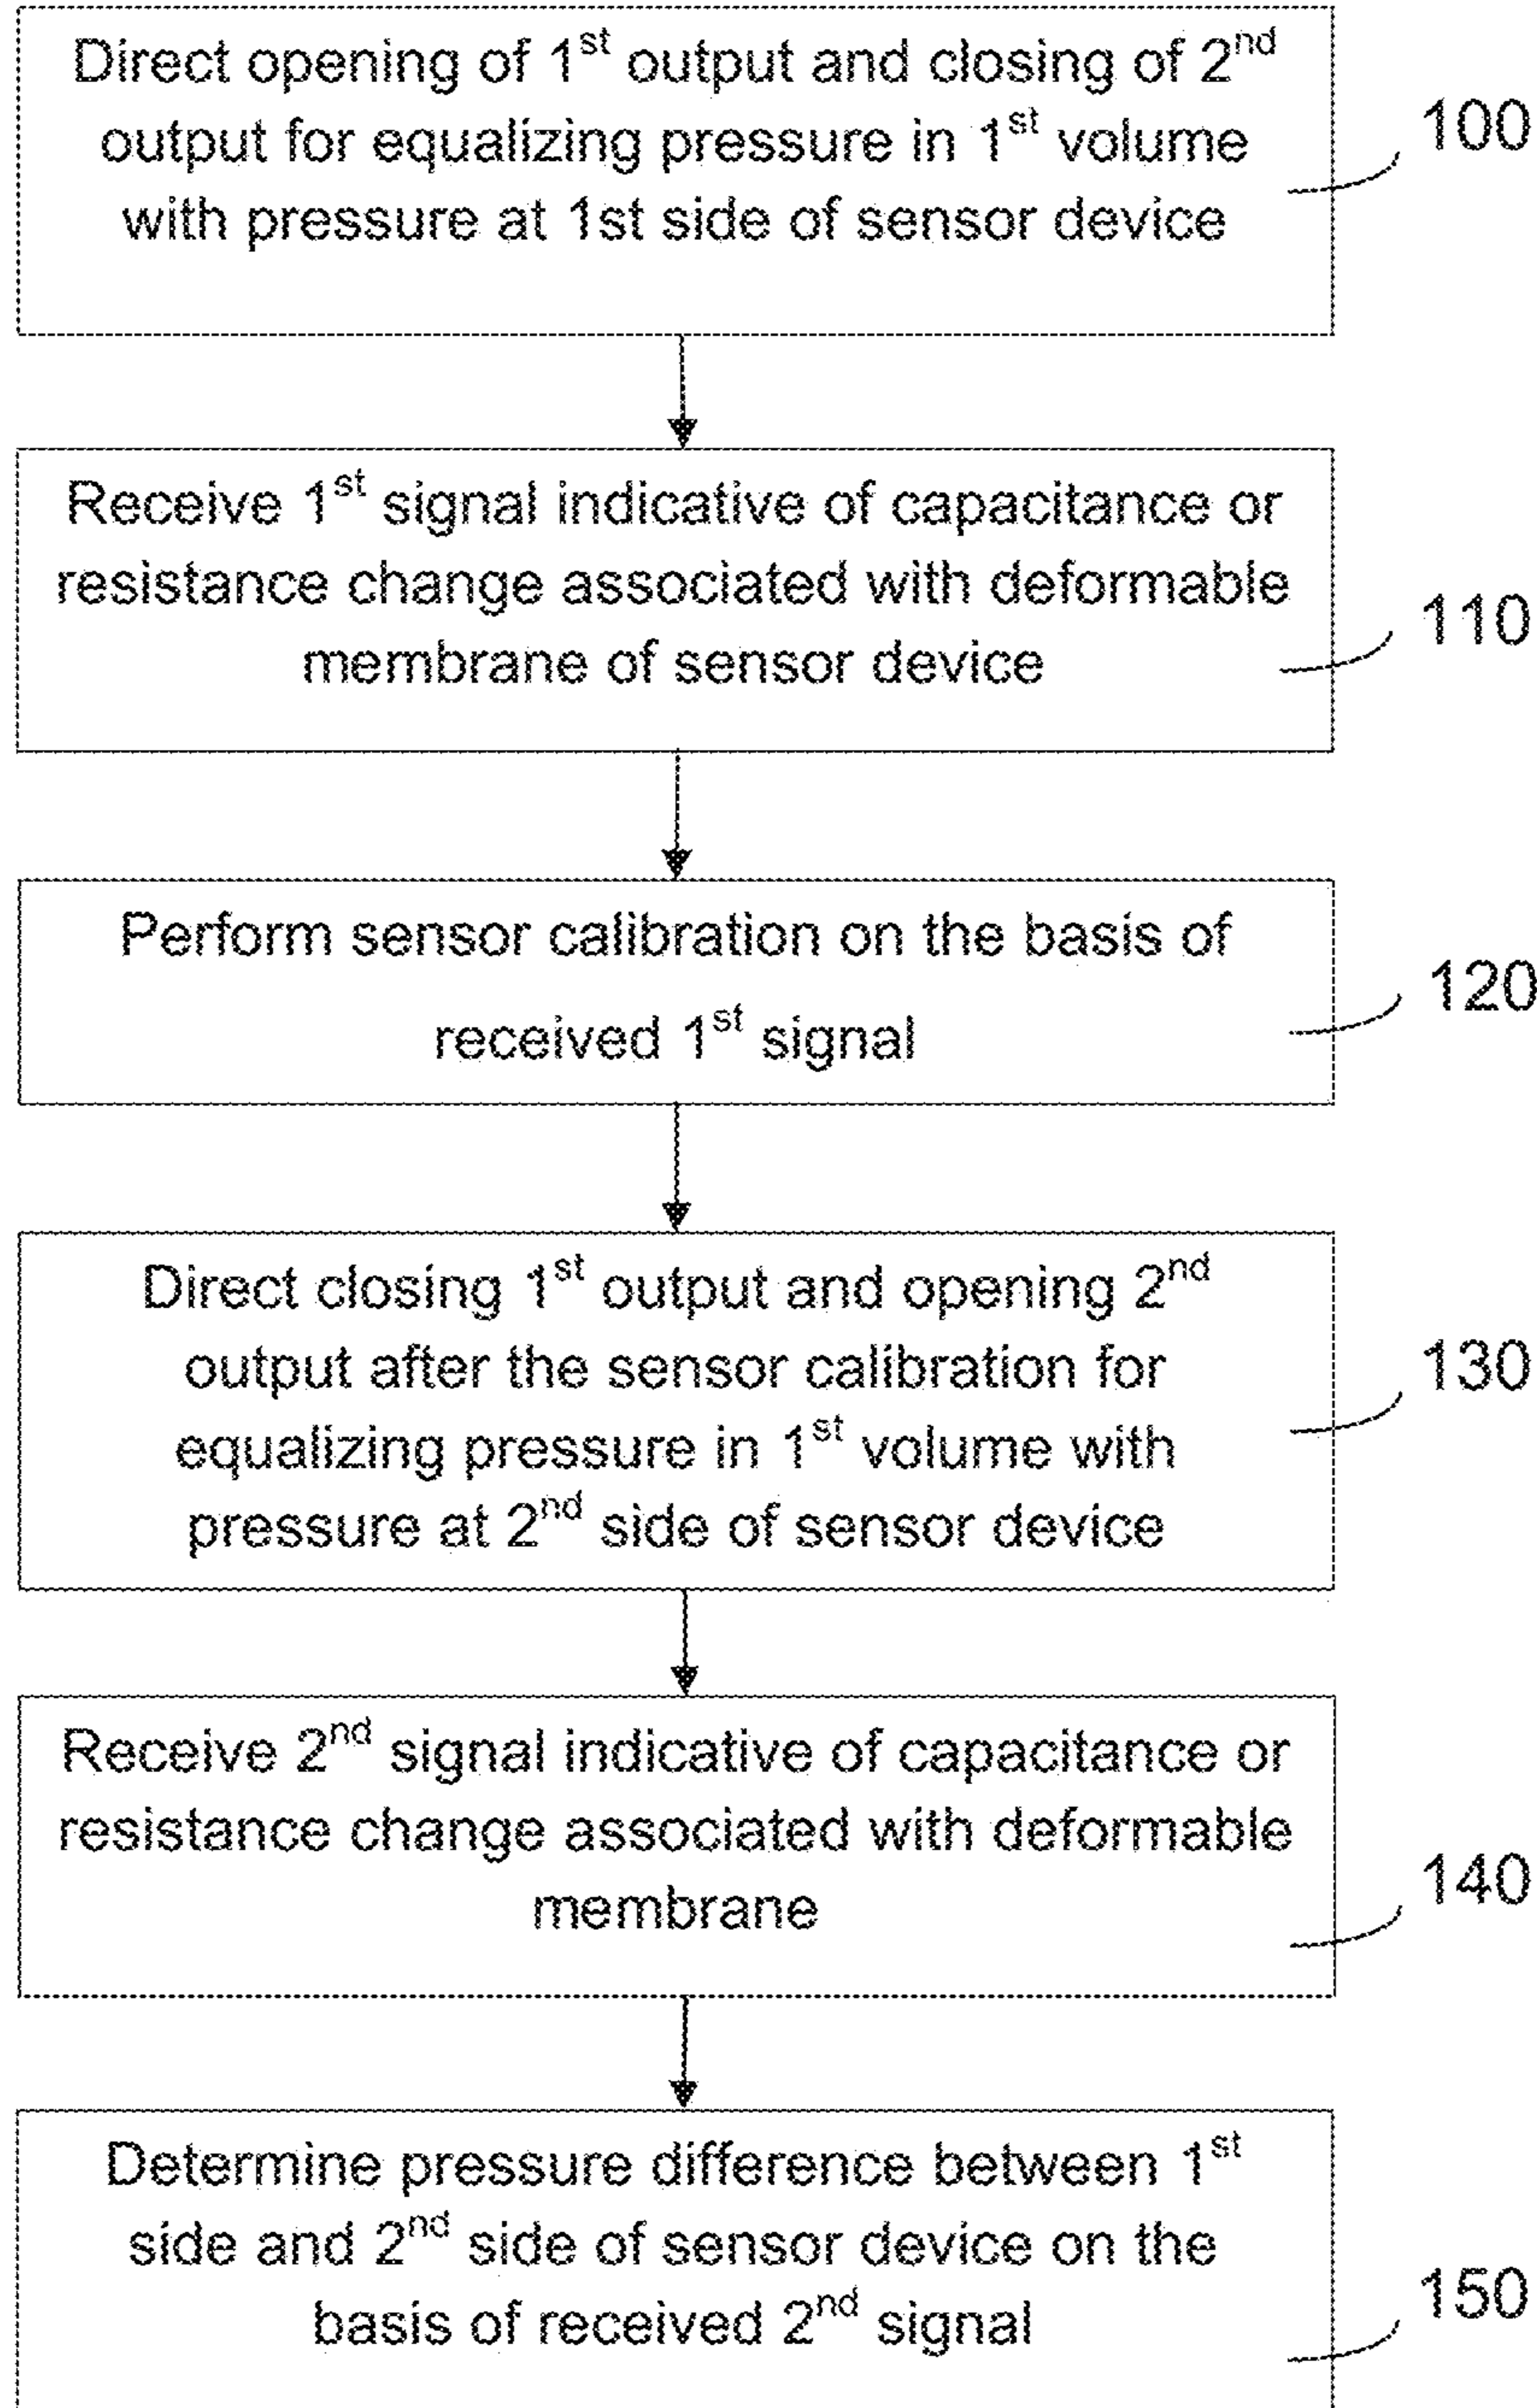 Direct opening of 1st output and closing of 2nd
output for equalizing pressure in 1st volume
with pressure at 1st side of sensor device
100
Receive 1st signal indicative of capacitance or
resistance change associated with deformable
membrane of sensor device
110
Perform sensor calibration on the basis of
received 1st signal
120
Direct closing 1st output and opening 2nd
output after the sensor calibration for
equalizing pressure in 1st volume with
pressure at 2nd side of sensor device
130
Receive 2nd signal indicative of capacitance or
resistance change associated with deformable
membrane
140
Determine pressure difference between 1st
side and 2nd side of sensor device on the
basis of received 2nd signal
150